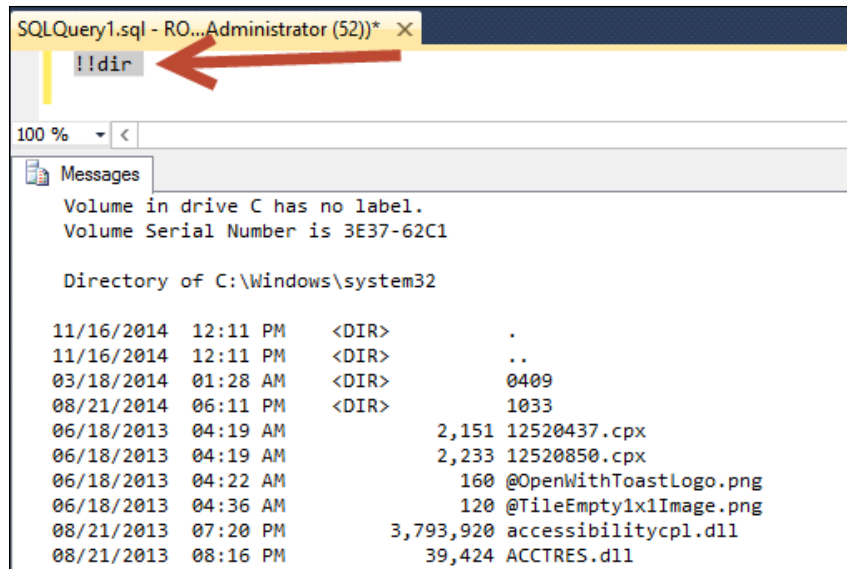 SQLQuery1.sql - RO...Administrator (52))*
!!dir
100 %
Messages
Volume in drive C has no label.
Volume Serial Number is 3E37-62C1
Directory of C:\Windows\system32
11/16/2014 12:11 PM <DIR> .
11/16/2014 12:11 PM <DIR> ..
03/18/2014 01:28 AM <DIR> 0409
08/21/2014 06:11 PM <DIR> 1033
06/18/2013 04:19 AM 2,151 12520437.cpx
06/18/2013 04:19 AM 2,233 12520850.cpx
06/18/2013 04:22 AM 160 @OpenWithToastLogo.png
06/18/2013 04:36 AM 120 @TileEmpty1x1Image.png
08/21/2013 07:20 PM 3,793,920 accessibilitycpl.dll
08/21/2013 08:16 PM 39,424 ACCTRES.dll